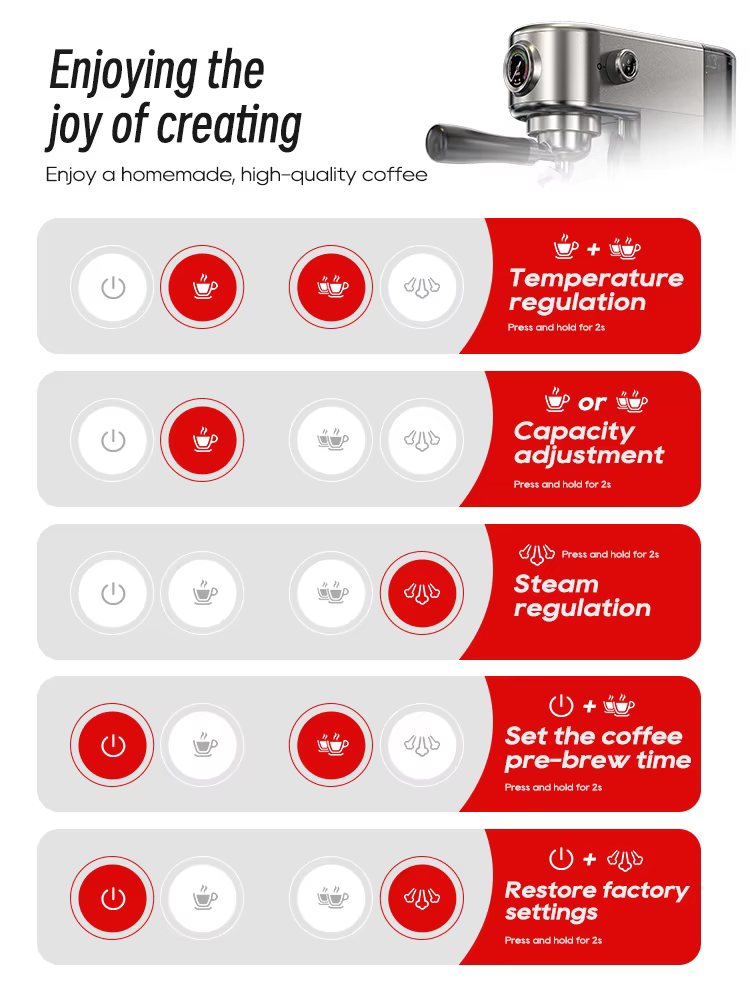 Enjoying the
joy of creating
Enjoy a homemade, high-quality coffee
+
Temperature
regulation
Press and hold for 2s
or
Capacity
adjustment
Press and hold for 2s
Press and hold for 2s
Steam
regulation
+
Set the coffee
pre-brew time
Press and hold for 2s
+
Restore factory
settings
Press and hold for 2s